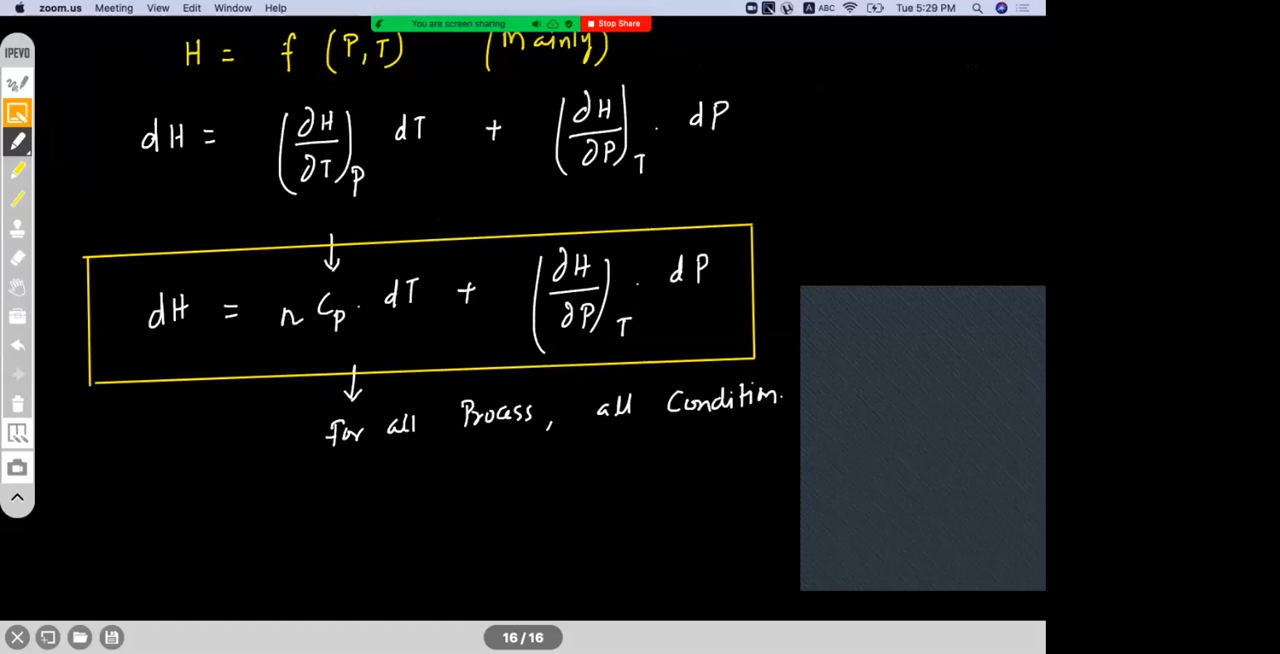 zoom.us Meeting View Edit Window Help ABC Tue 5:29 PM
You are screen sharing Stop Share
IPEVO
H = f (P, T) (Mainly)
dH = (∂H/∂T)_P dT + (∂H/∂P)_T · dP
dH = n C_p · dT + (∂H/∂P)_T · dP
For all Process, all Condition.
16 / 16